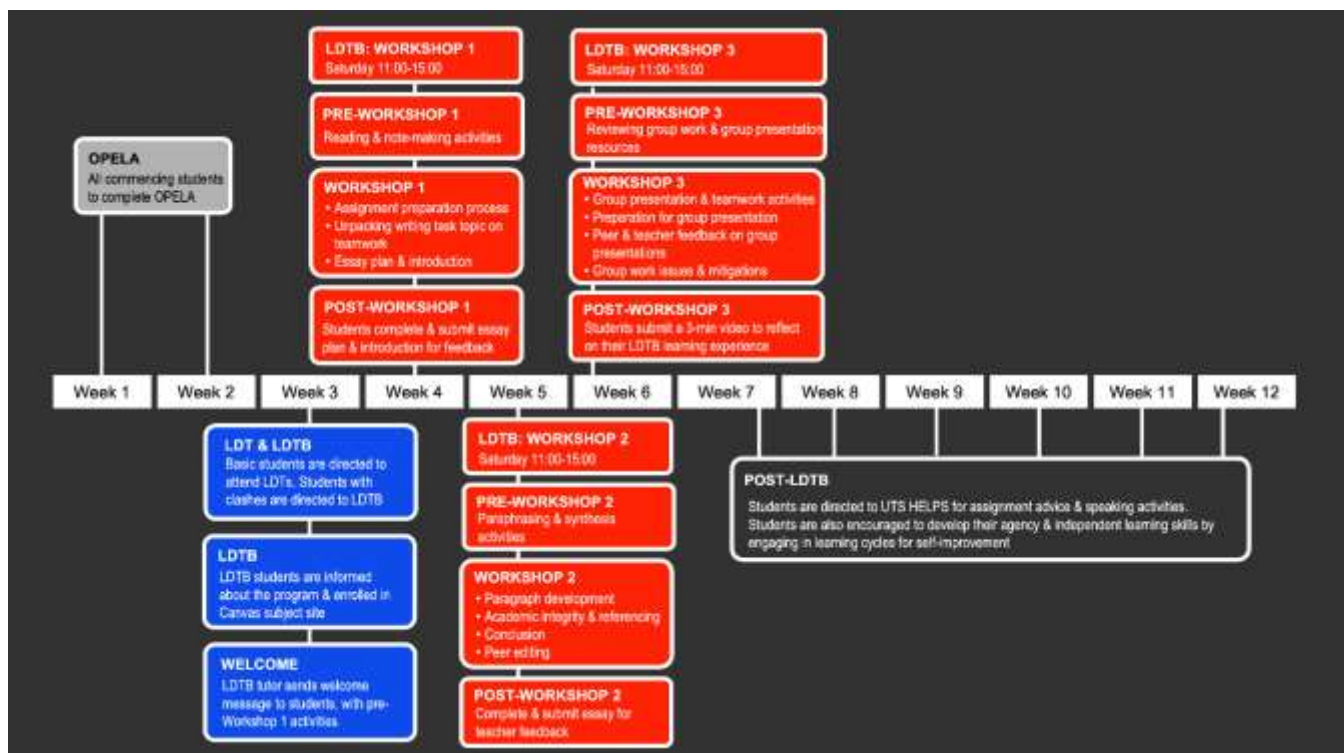 LDTB: WORKSHOP 1
Saturday 11:00-15:00
PRE-WORKSHOP 1
Reading & note-making activities
WORKSHOP 1
• Assignment preparation process
• Unpacking writing task topic on
teamwork
• Essay plan & introduction
POST-WORKSHOP 1
Students complete & submit essay
plan & introduction for feedback
LDTB: WORKSHOP 3
Saturday 11:00-15:00
PRE-WORKSHOP 3
Reviewing group work & group presentation
resources
WORKSHOP 3
• Group presentation & teamwork activities
• Preparation for group presentation
• Peer & teacher feedback on group
presentations
• Group work issues & mitigations
POST-WORKSHOP 3
Students submit a 3-min video to reflect
on their LDTB learning experience
OPELA
All commencing students
to complete OPELA
Week 1
Week 2
Week 3
Week 4
Week 5
Week 6
Week 7
Week 8
Week 9
Week 10
Week 11
Week 12
LDT & LDTB
Basic students are directed to
attend LDTs. Students with
clashes are directed to LDTB
LDTB
LDTB students are informed
about the program & enrolled in
Canvas subject site
WELCOME
LDTB tutor sends welcome
message to students, with pre-
Workshop 1 activities
LDTB: WORKSHOP 2
Saturday 11:00-15:00
PRE-WORKSHOP 2
Paraphrasing & synthesis
activities
WORKSHOP 2
• Paragraph development
• Academic integrity & referencing
• Conclusion
• Peer editing
POST-WORKSHOP 2
Complete & submit essay for
teacher feedback
POST-LDTB
Students are directed to UTS HELPS for assignment advice & speaking activities.
Students are also encouraged to develop their agency & independent learning skills by
engaging in learning cycles for self-improvement